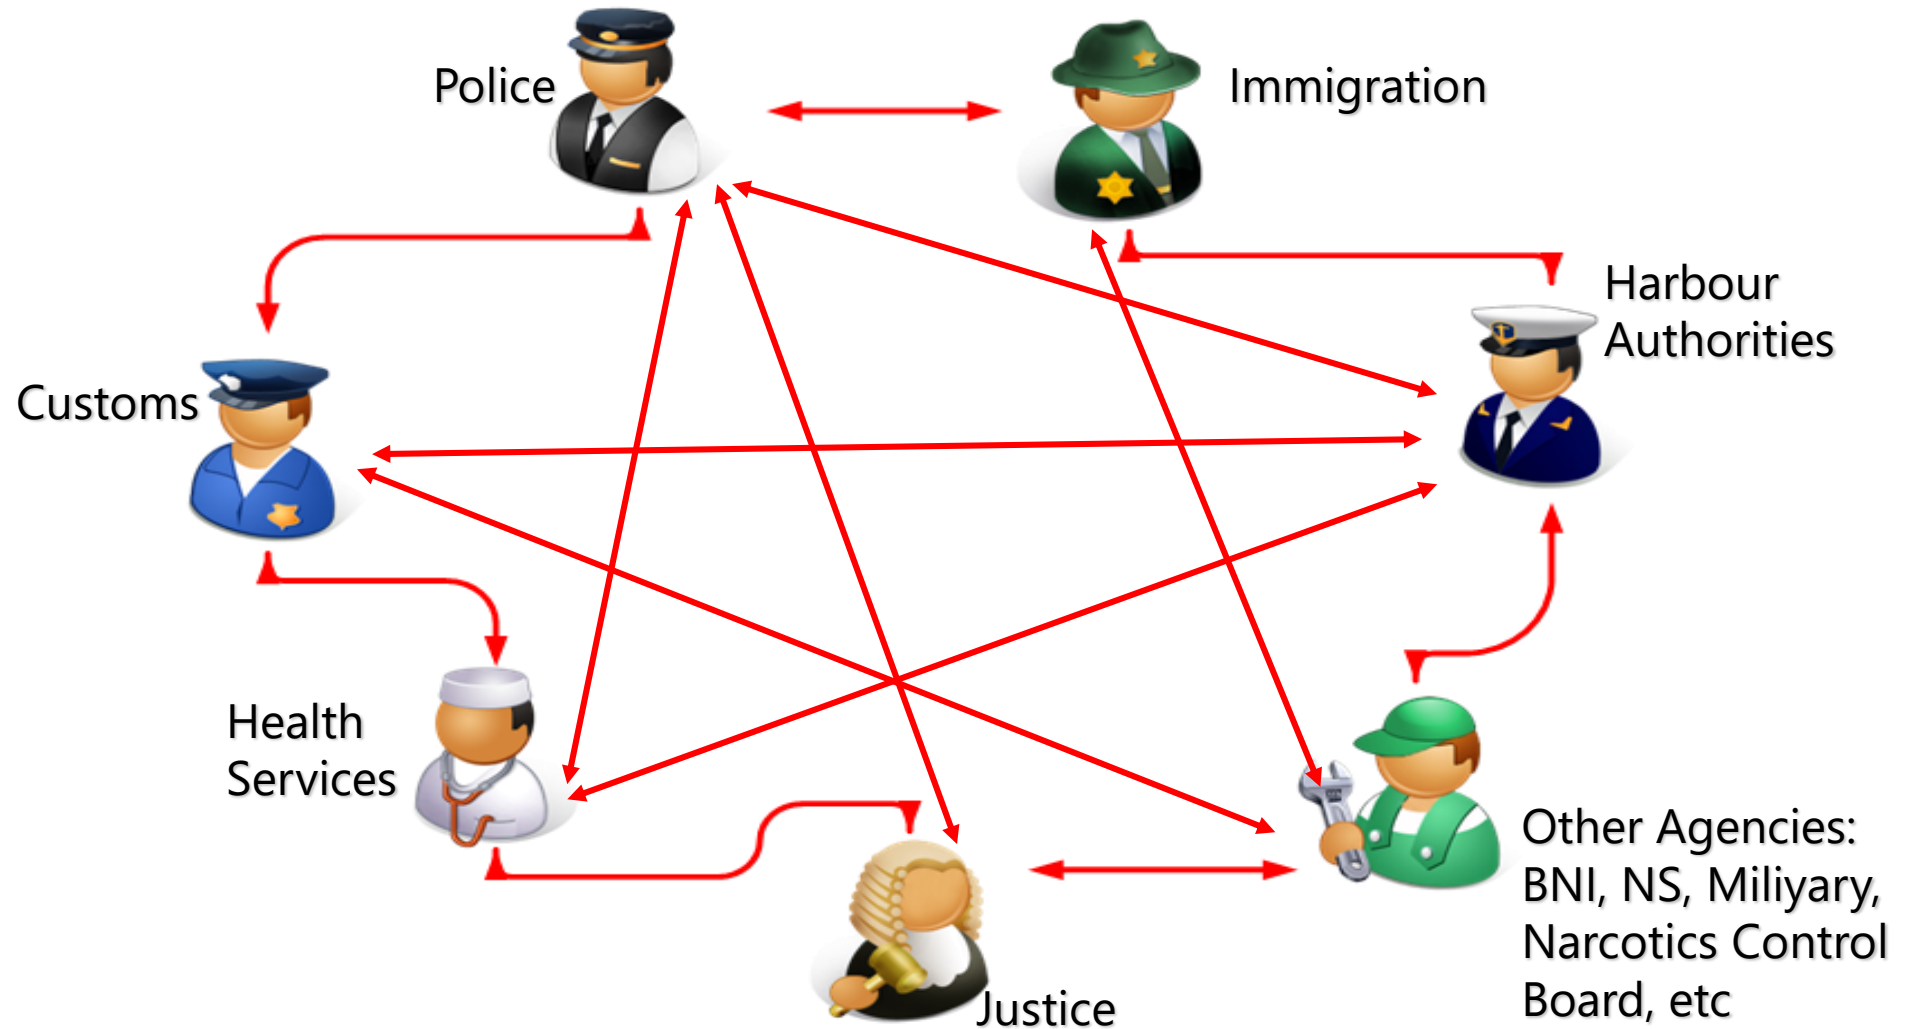 Police
Immigration
Harbour
Authorities
Customs
Health
Services
Other Agencies:
BNI, NS, Miliyary,
Narcotics Control
Board, etc
Justice